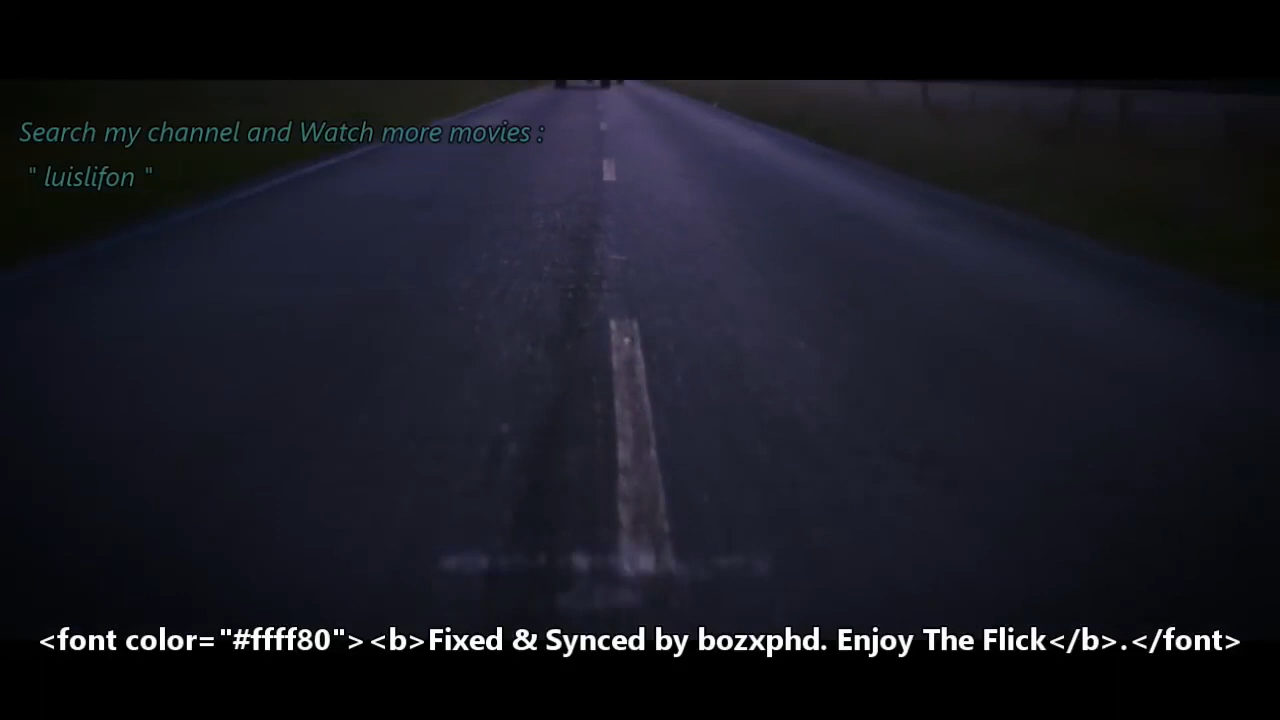 Search my channel and Watch more movies :
" luislifon "
<font color="#ffff80"><b>Fixed & Synced by bozxphd. Enjoy The Flick</b>.</font>